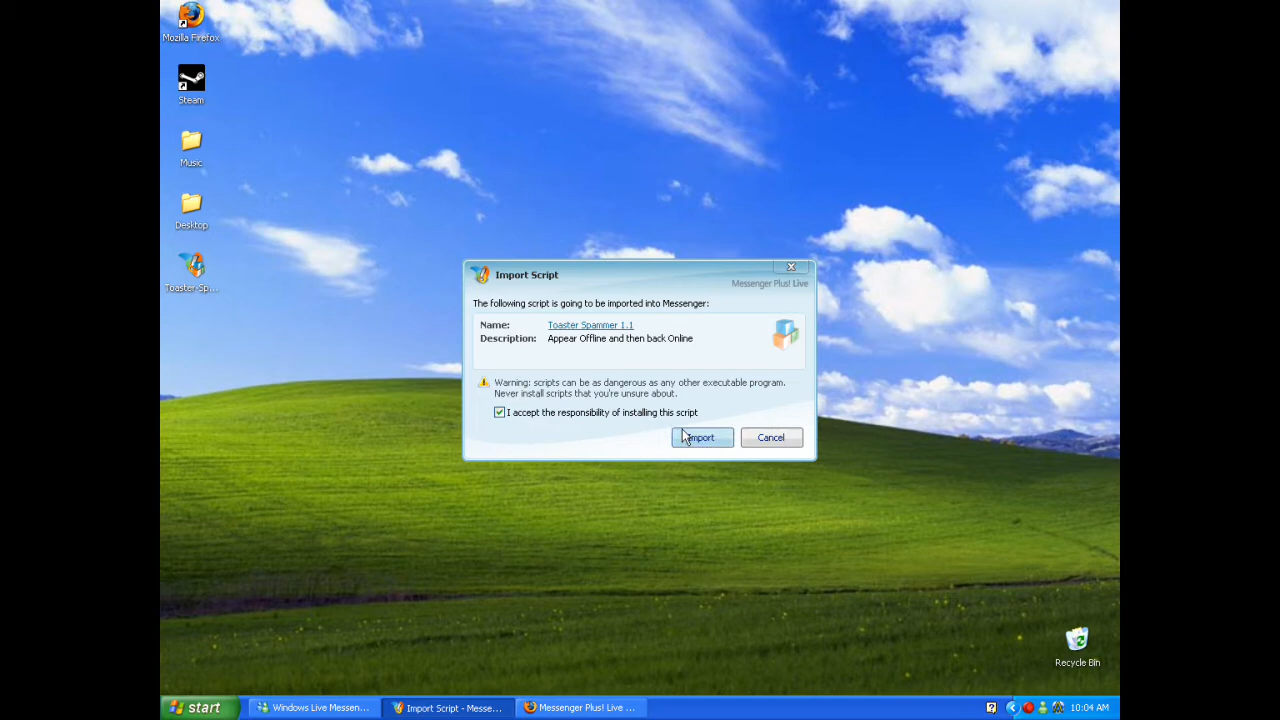 Mozilla Firefox
Steam
Music
Desktop
Toaster-Sp...
Import Script
Messenger Plus! Live
The following script is going to be imported into Messenger:
Name: Toaster Spammer 1.1
Description: Appear Offline and then back Online
Warning: scripts can be as dangerous as any other executable program.
Never install scripts that you're unsure about.
I accept the responsibility of installing this script
Import Cancel
Recycle Bin
start Windows Live Messen... Import Script - Messe... Messenger Plus! Live ... 10:04 AM